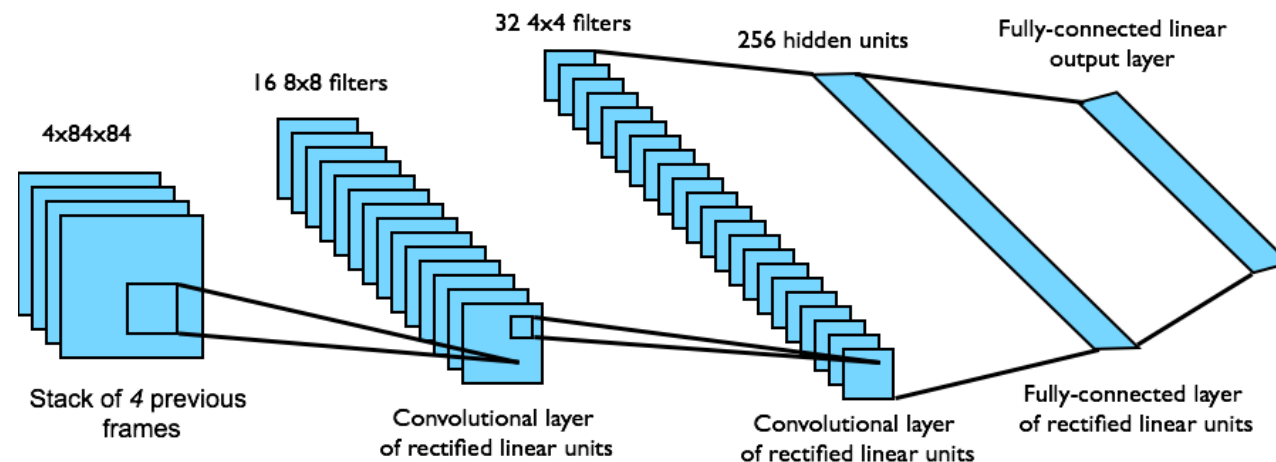 4x84x84
Stack of 4 previous
frames
16 8x8 filters
Convolutional layer
of rectified linear units
32 4x4 filters
Convolutional layer
of rectified linear units
256 hidden units
Fully-connected layer
of rectified linear units
Fully-connected linear
output layer